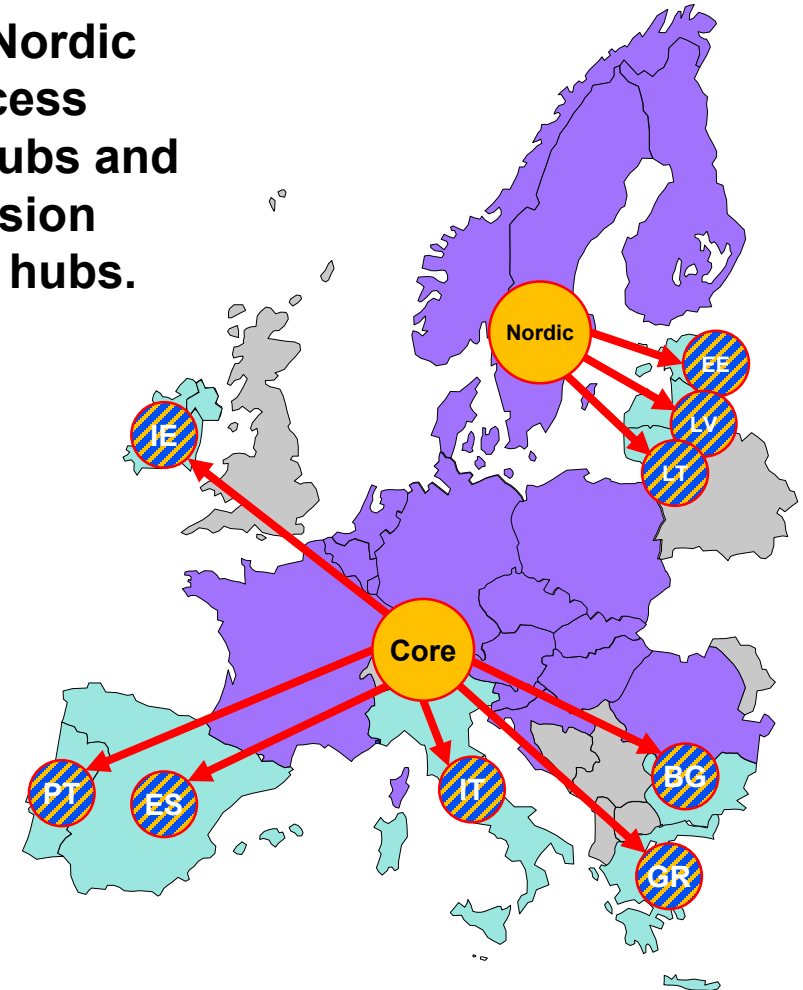 Nordic
cess
ubs and
sion
hubs.
Nordic
EE
LV
LT
IE
Core
PT
ES
IT
BG
GR